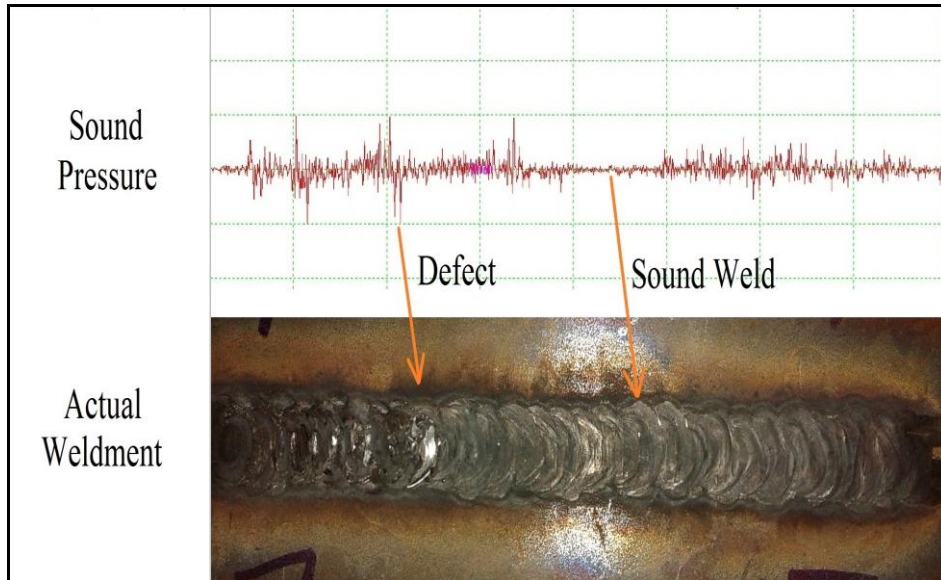 Sound
Pressure
Defect
Sound Weld
Actual
Weldment